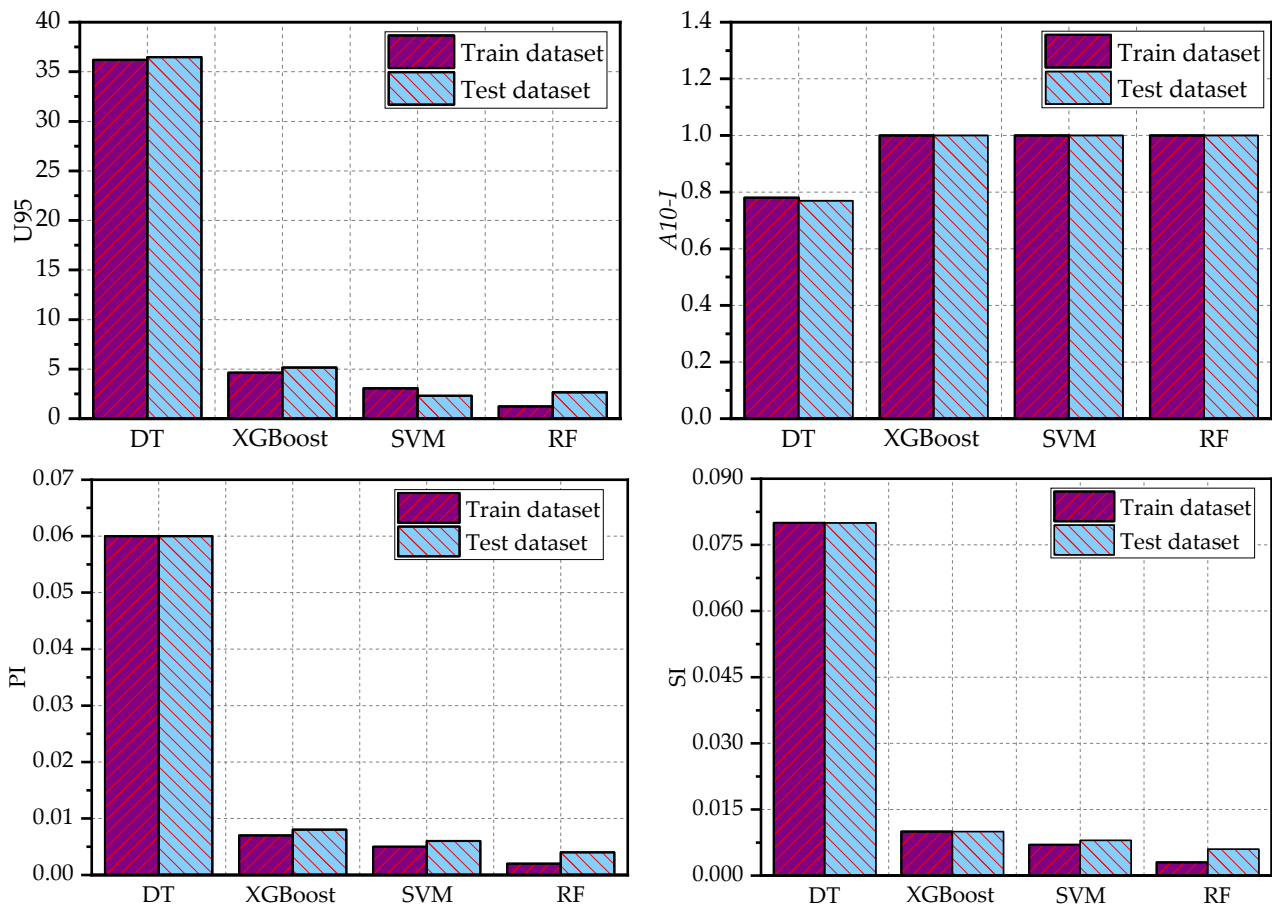 40
35
30
25
20
15
10
5
0
U95
Train dataset
Test dataset
DT XGBoost SVM RF
1.4
1.2
1.0
0.8
0.6
0.4
0.2
0.0
A10-I
Train dataset
Test dataset
DT XGBoost SVM RF
0.07
0.06
0.05
0.04
0.03
0.02
0.01
0.00
PI
Train dataset
Test dataset
DT XGBoost SVM RF
0.090
0.075
0.060
0.045
0.030
0.015
0.000
SI
Train dataset
Test dataset
DT XGBoost SVM RF